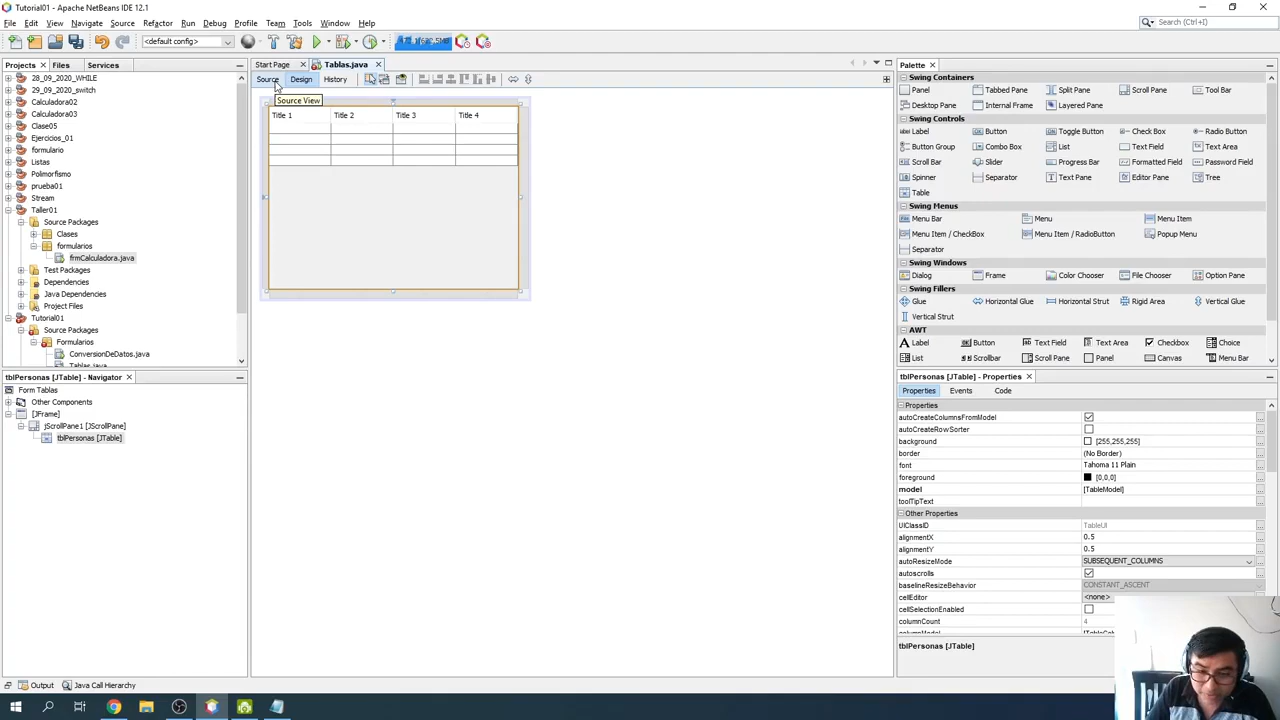 Tutorial01 - Apache NetBeans IDE 12.1
File Edit View Navigate Source Refactor Run Debug Profile Team Tools Window Help
Search (Ctrl+I)
<default config>
Projects Files Services
Start Page Tablas.java
Source Design History
Source View
28_09_2020_WHILE
29_09_2020_switch
Calculadora02
Calculadora03
Clase05
Ejercicios_01
formulario
Listas
Polimorfismo
prueba01
Stream
Taller01
Source Packages
Clases
formularios
frmCalculadora.java
Test Packages
Dependencies
Java Dependencies
Project Files
Tutorial01
Source Packages
Formularios
ConversionDeDatos.java
Tablas.java
Title 1 Title 2 Title 3 Title 4
tblPersonas [JTable] - Navigator
Form Tablas
Other Components
[JFrame]
jScrollPane1 [JScrollPane]
tblPersonas [JTable]
Palette
Swing Containers
Panel Tabbed Pane Split Pane Scroll Pane Tool Bar
Desktop Pane Internal Frame Layered Pane
Swing Controls
Label Button Toggle Button Check Box Radio Button
Button Group Combo Box List Text Field Text Area
Scroll Bar Slider Progress Bar Formatted Field Password Field
Spinner Separator Text Pane Editor Pane Tree
Table
Swing Menus
Menu Bar Menu Menu Item
Menu Item / CheckBox Menu Item / RadioButton Popup Menu
Separator
Swing Windows
Dialog Frame Color Chooser File Chooser Option Pane
Swing Fillers
Glue Horizontal Glue Horizontal Strut Rigid Area Vertical Glue
Vertical Strut
AWT
Label Button Text Field Text Area Checkbox Choice
List Scrollbar Scroll Pane Panel Canvas Menu Bar
tblPersonas [JTable] - Properties
Properties Events Code
Properties
autoCreateColumnsFromModel
autoCreateRowSorter
background [255,255,255]
border (No Border)
font Tahoma 11 Plain
foreground [0,0,0]
model [TableModel]
toolTipText
Other Properties
UIClassID TableUI
alignmentX 0.5
alignmentY 0.5
autoResizeMode SUBSEQUENT_COLUMNS
autoscrolls
baselineResizeBehavior CONSTANT_ASCENT
cellEditor <none>
cellSelectionEnabled
columnCount 4
columnModel
tblPersonas [JTable]
Output Java Call Hierarchy